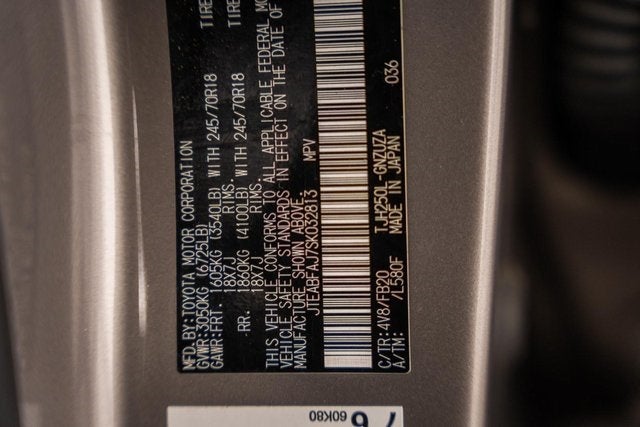 MFD.BY:TOYOTA MOTOR CORPORATION
GVWR:3050KG (6725LB)
GAWR:FRT. 1605KG (3540LB) WITH 245/70R18 TIRE
18X7J RIMS.
RR. 1860KG (4100LB) WITH 245/70R18 TIRE
18X7J RIMS.
THIS VEHICLE CONFORMS TO ALL APPLICABLE FEDERAL MO
VEHICLE SAFETY STANDARDS IN EFFECT ON THE DATE OF
MANUFACTURE SHOWN ABOVE.
JTEABFAJ7SK032813 MPV
C/TR:4V8/FB20 TJH250L-GNZUZA 036
A/TM: /L580F MADE IN JAPAN
60K80